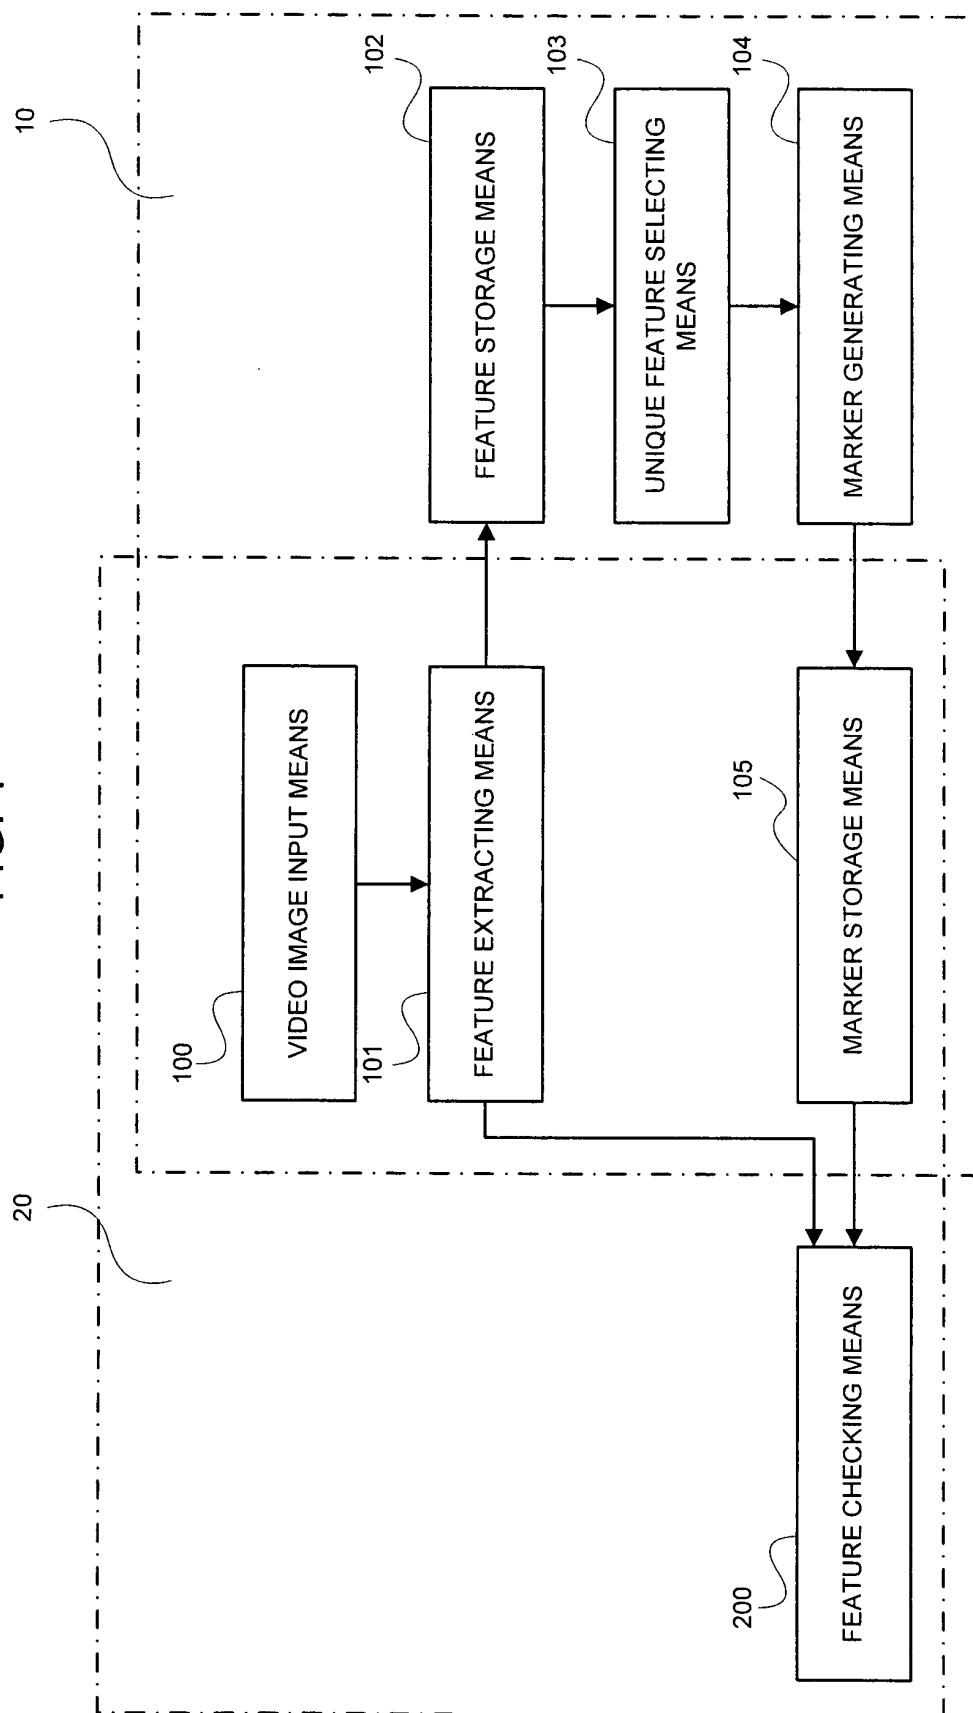 20
10
100
VIDEO IMAGE INPUT MEANS
101
FEATURE EXTRACTING MEANS
102
FEATURE STORAGE MEANS
103
UNIQUE FEATURE SELECTING
MEANS
200
FEATURE CHECKING MEANS
105
MARKER STORAGE MEANS
104
MARKER GENERATING MEANS